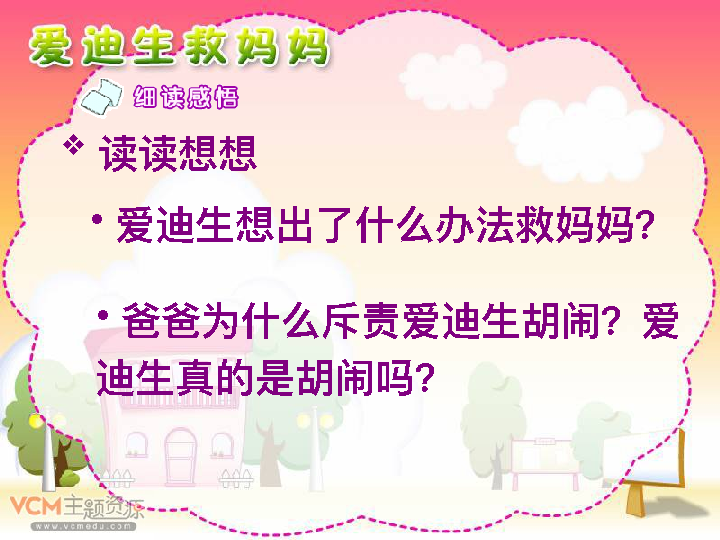 爱迪生救妈妈
细读感悟
❖ 读读想想
• 爱迪生想出了什么办法救妈妈?
• 爸爸为什么斥责爱迪生胡闹? 爱
迪生真的是胡闹吗?
VCM主题资源
www.vcmedu.com